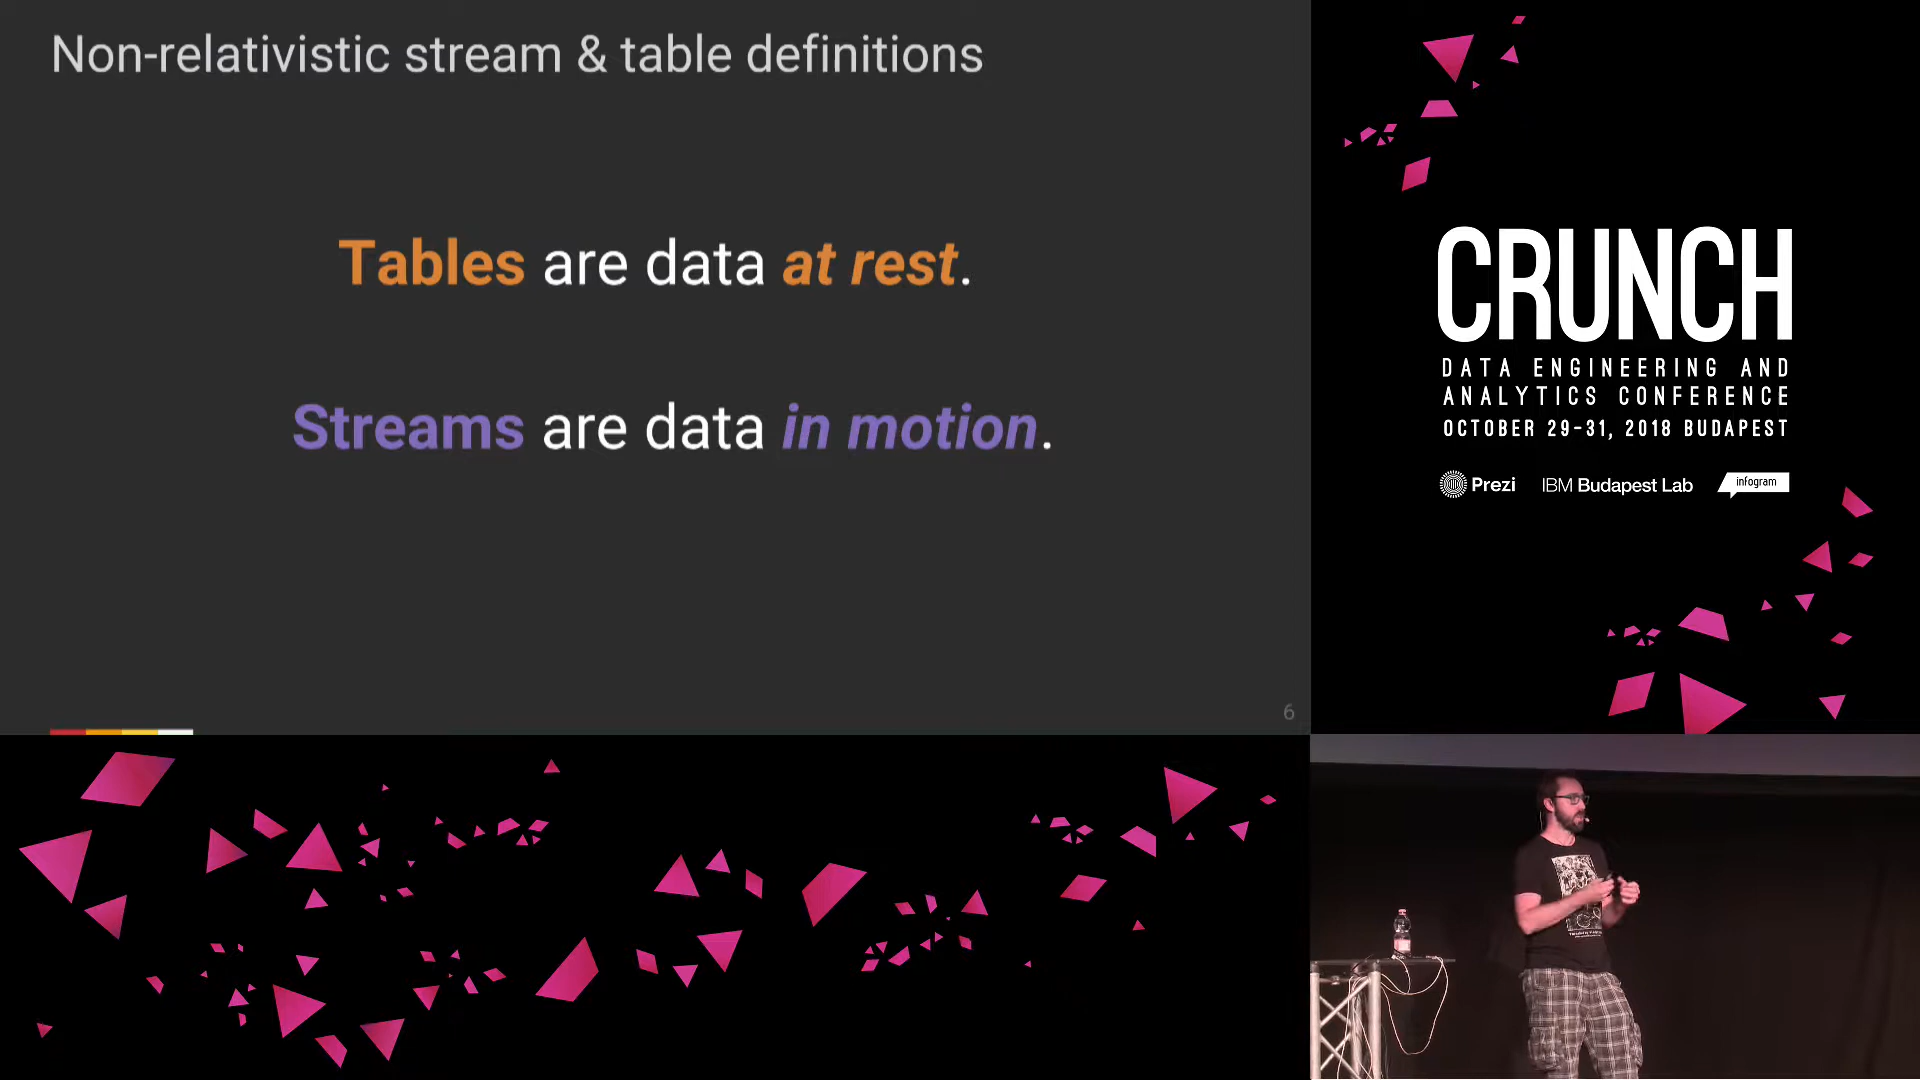 Non-relativistic stream & table definitions
Tables are data at rest.
Streams are data in motion.
6
CRUNCH
DATA ENGINEERING AND
ANALYTICS CONFERENCE
OCTOBER 29-31, 2018 BUDAPEST
Prezi IBM Budapest Lab infogram